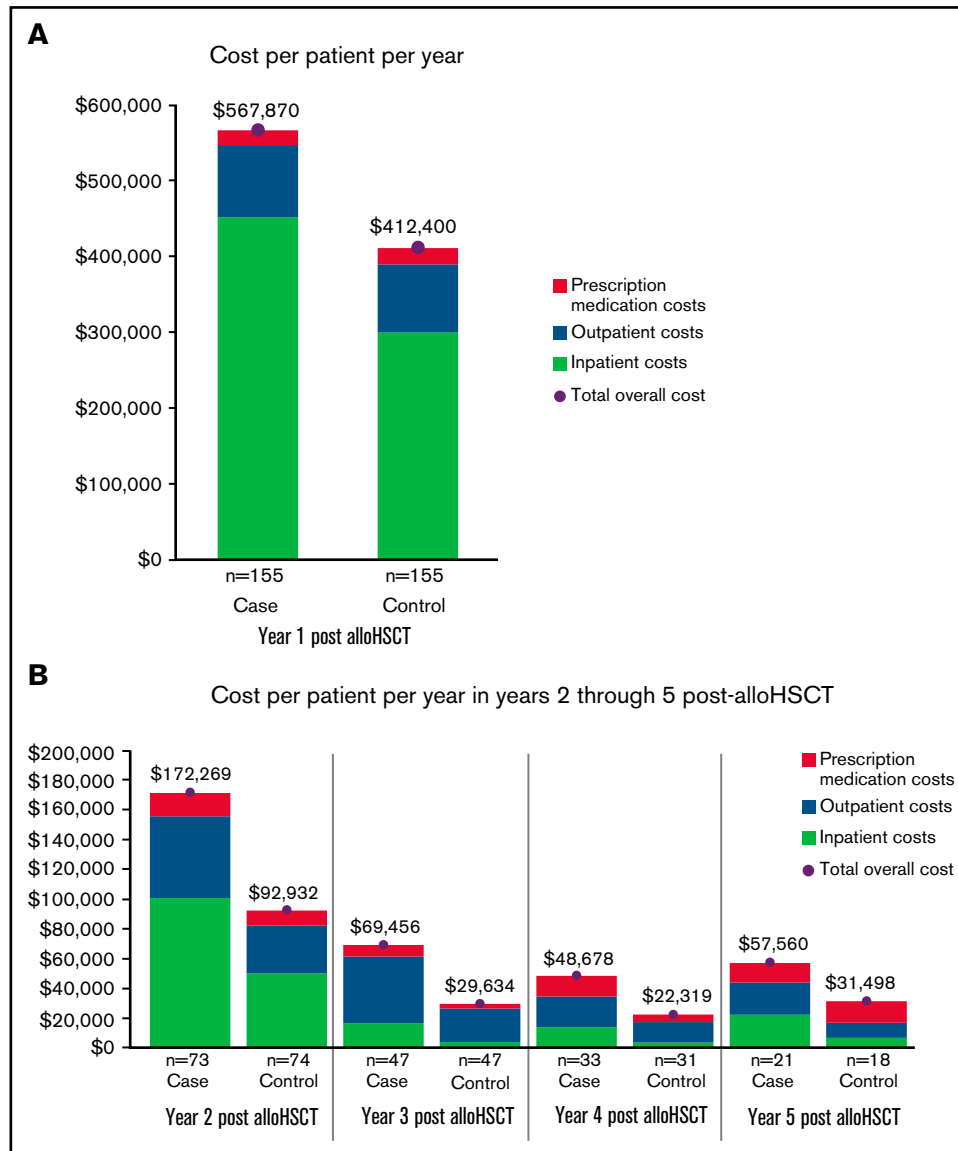 A
Cost per patient per year
$600,000
$500,000
$400,000
$300,000
$200,000
$100,000
$0
$567,870
$412,400
Prescription
medication costs
Outpatient costs
Inpatient costs
Total overall cost
n=155
n=155
Case
Control
Year 1 post alloHSCT
B
Cost per patient per year in years 2 through 5 post-alloHSCT
$200,000
$180,000
$160,000
$140,000
$120,000
$100,000
$80,000
$60,000
$40,000
$20,000
$0
$172,269
$92,932
$69,456
$29,634
$48,678
$22,319
$57,560
$31,498
Prescription
medication costs
Outpatient costs
Inpatient costs
Total overall cost
n=73
n=74
n=47
n=47
n=33
n=31
n=21
n=18
Case
Control
Case
Control
Case
Control
Case
Control
Year 2 post alloHSCT
Year 3 post alloHSCT
Year 4 post alloHSCT
Year 5 post alloHSCT